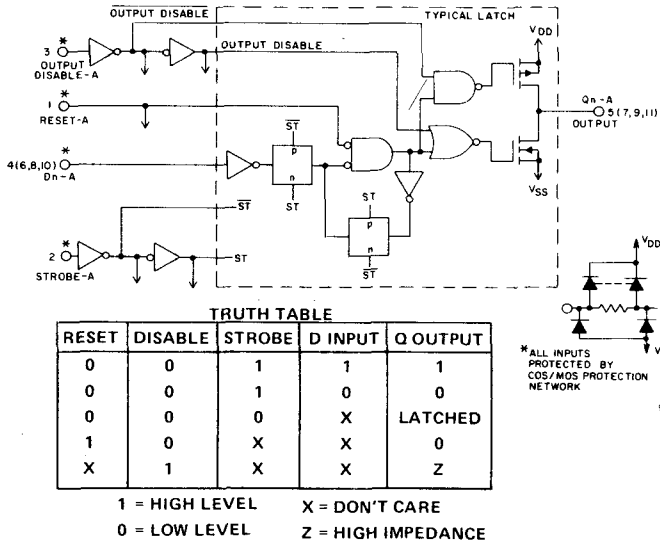 OUTPUT DISABLE
TYPICAL LATCH
VDD
3 *
OUTPUT DISABLE
OUTPUT
DISABLE-A
*
1
RESET-A
Qn-A
5(7,9,11)
OUTPUT
ST
p
4(6,8,10) *
Dn-A
n
ST
VSS
ST
ST
p
n
ST
2 *
STROBE-A
ST
VDD
V
*ALL INPUTS
PROTECTED BY
COS/MOS PROTECTION
NETWORK
TRUTH TABLE
RESET DISABLE STROBE D INPUT Q OUTPUT
0 0 1 1 1
0 0 1 0 0
0 0 0 X LATCHED
1 0 X X 0
X 1 X X Z
1 = HIGH LEVEL X = DON'T CARE
0 = LOW LEVEL Z = HIGH IMPEDANCE